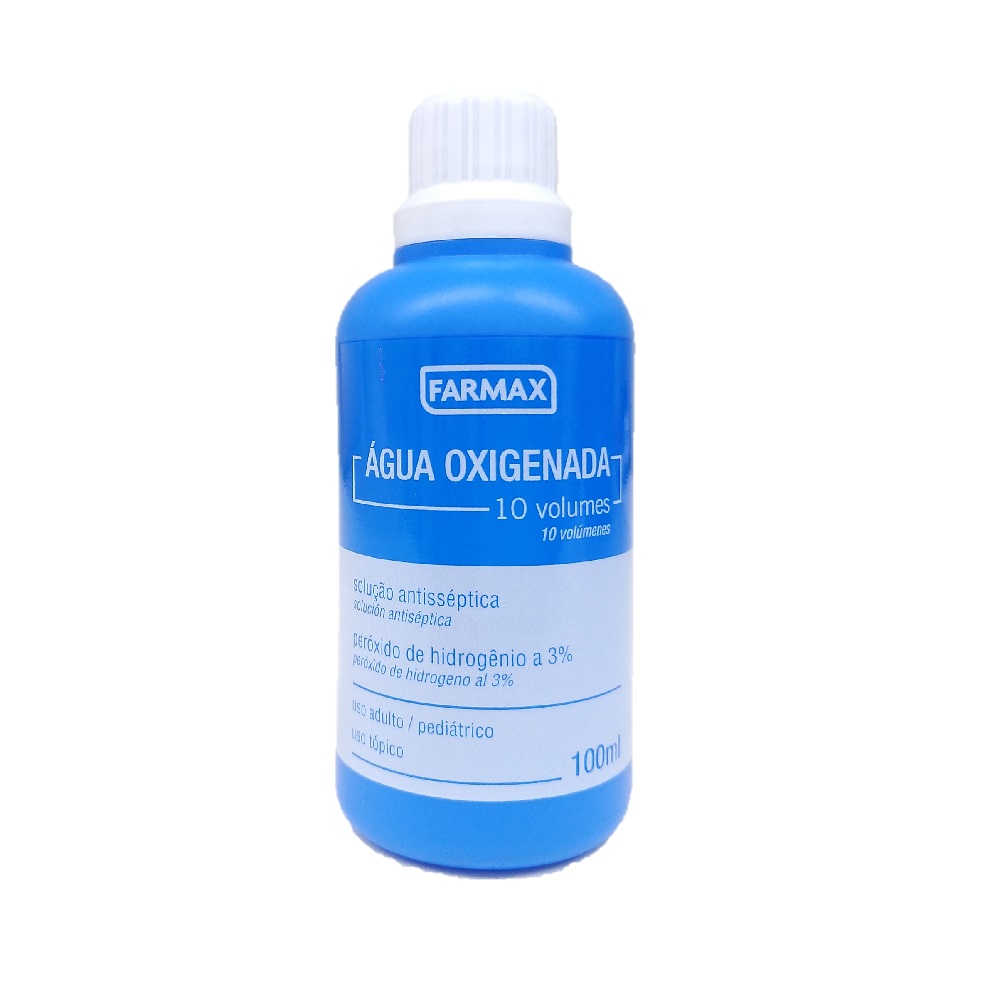 FARMAX
ÁGUA OXIGENADA
10 volumes
10 volúmenes
solução antisséptica
solución antiséptica
peróxido de hidrogênio a 3%
peróxido de hidrogeno al 3%
uso adulto / pediátrico
uso tópico
100ml